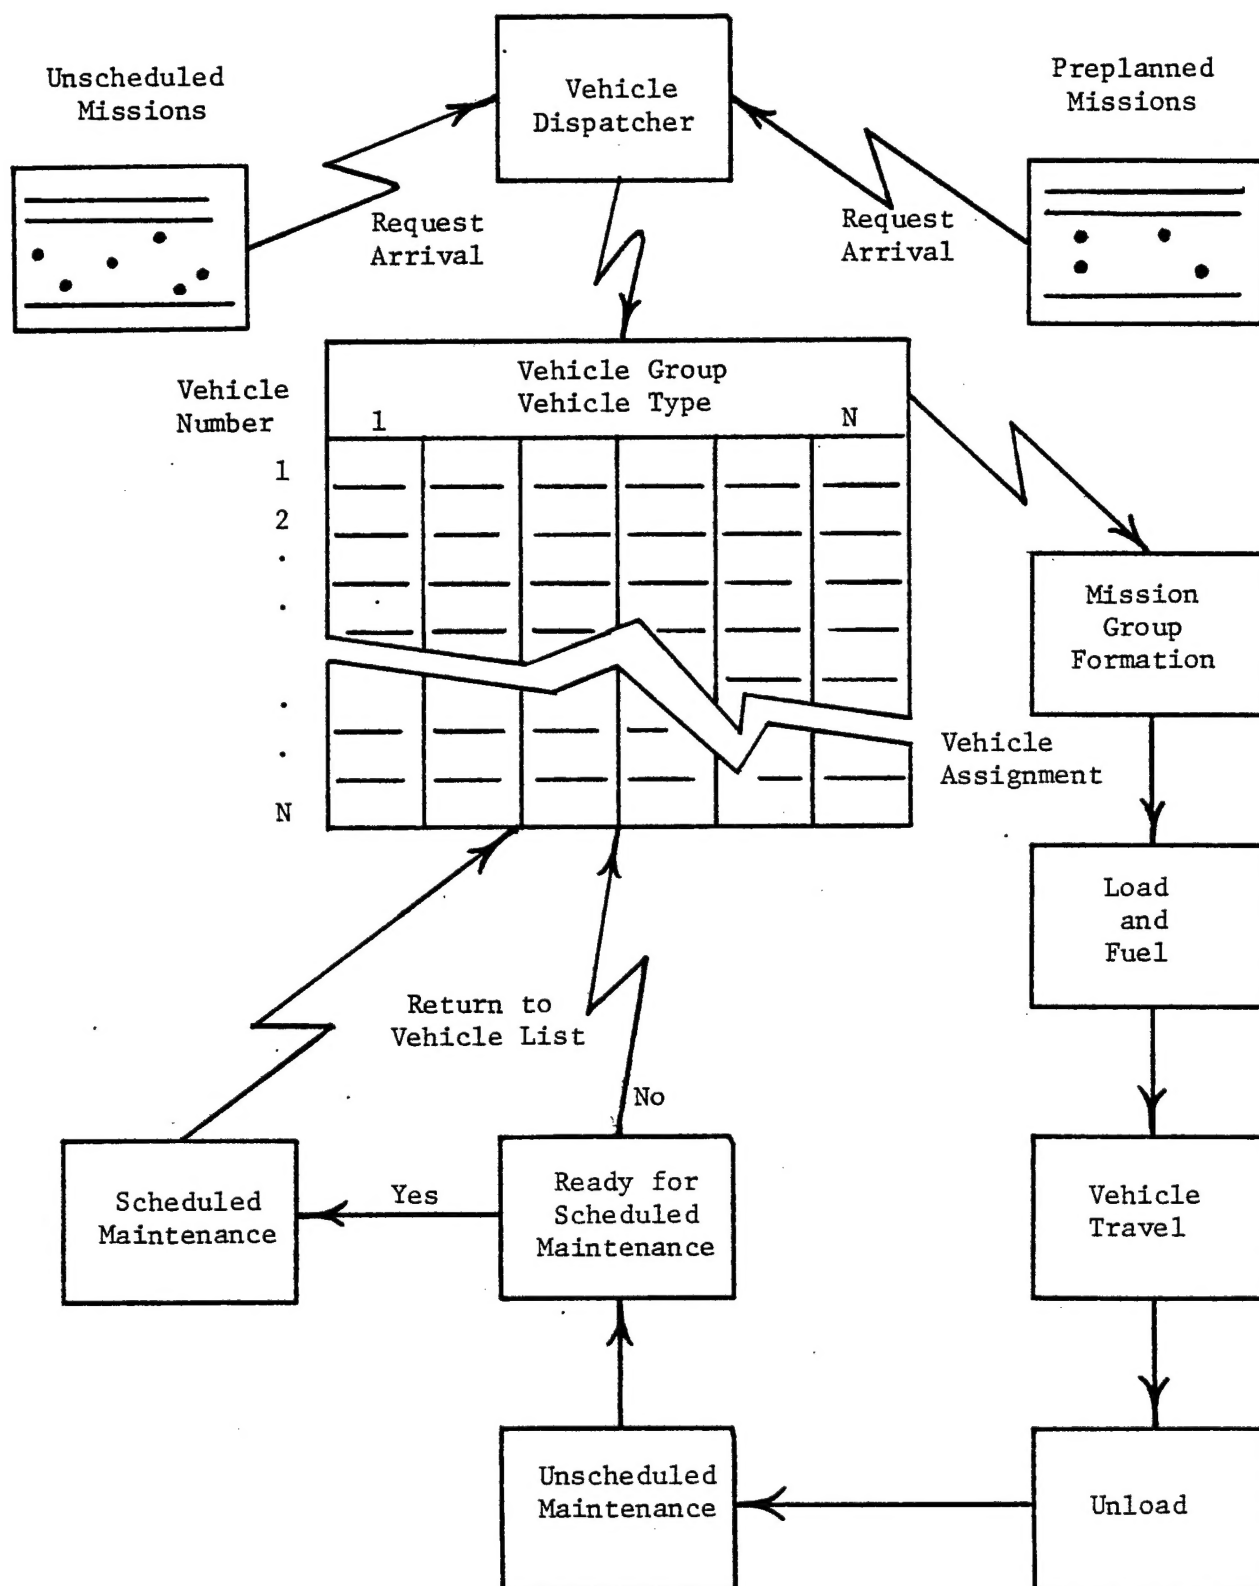 Unscheduled
Missions
Vehicle
Dispatcher
Preplanned
Missions
Request
Arrival
Request
Arrival
Vehicle
Number
Vehicle Group
Vehicle Type
1
N
1
2
.
.
.
.
N
Mission
Group
Formation
Vehicle
Assignment
Load
and
Fuel
Return to
Vehicle List
No
Yes
Scheduled
Maintenance
Ready for
Scheduled
Maintenance
Vehicle
Travel
Unscheduled
Maintenance
Unload